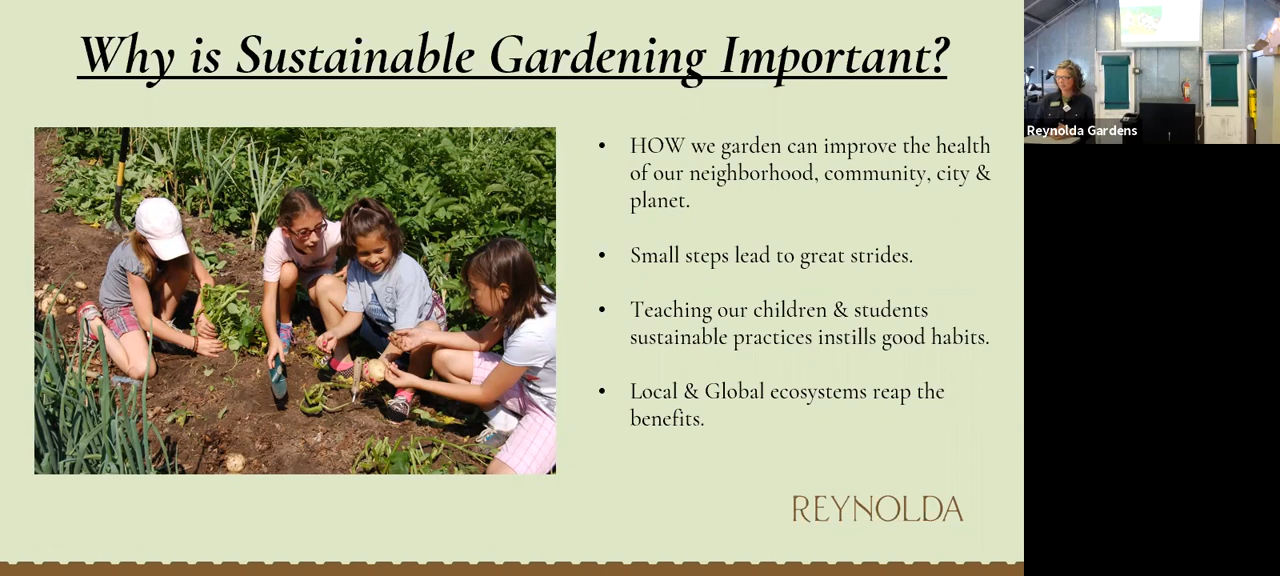 Why is Sustainable Gardening Important?
• HOW we garden can improve the health
of our neighborhood, community, city &
planet.
• Small steps lead to great strides.
• Teaching our children & students
sustainable practices instills good habits.
• Local & Global ecosystems reap the
benefits.
REYNOLDA
Reynolda Gardens